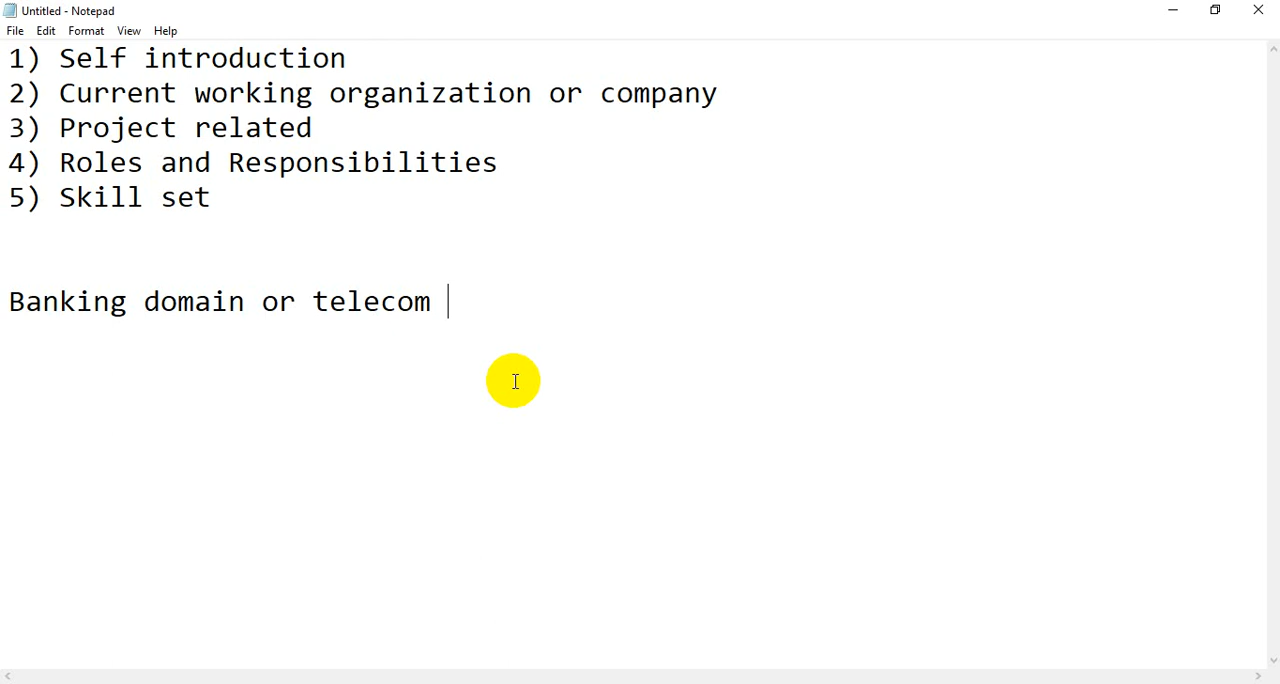 Untitled - Notepad
File Edit Format View Help
1) Self introduction
2) Current working organization or company
3) Project related
4) Roles and Responsibilities
5) Skill set
Banking domain or telecom